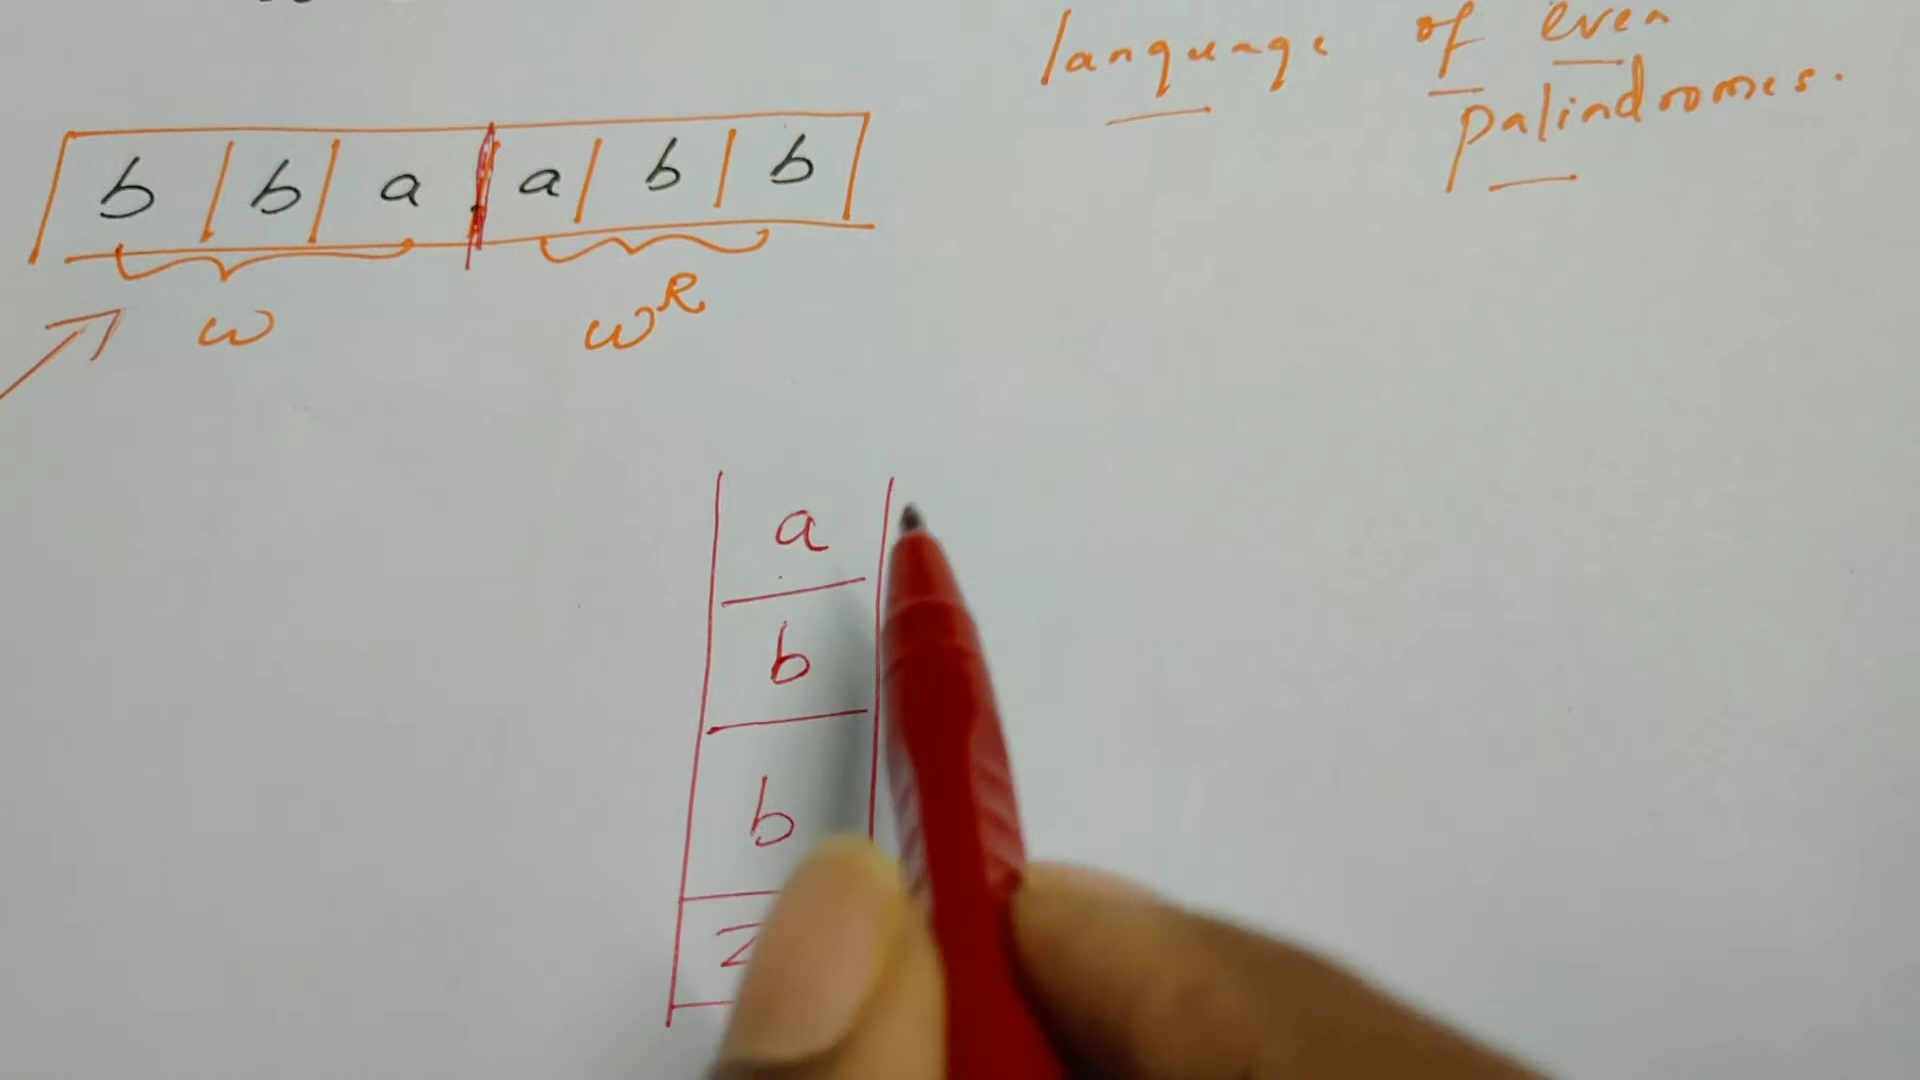 language of even
palindromes.
b b a a b b
w w^R
a
b
b
Z